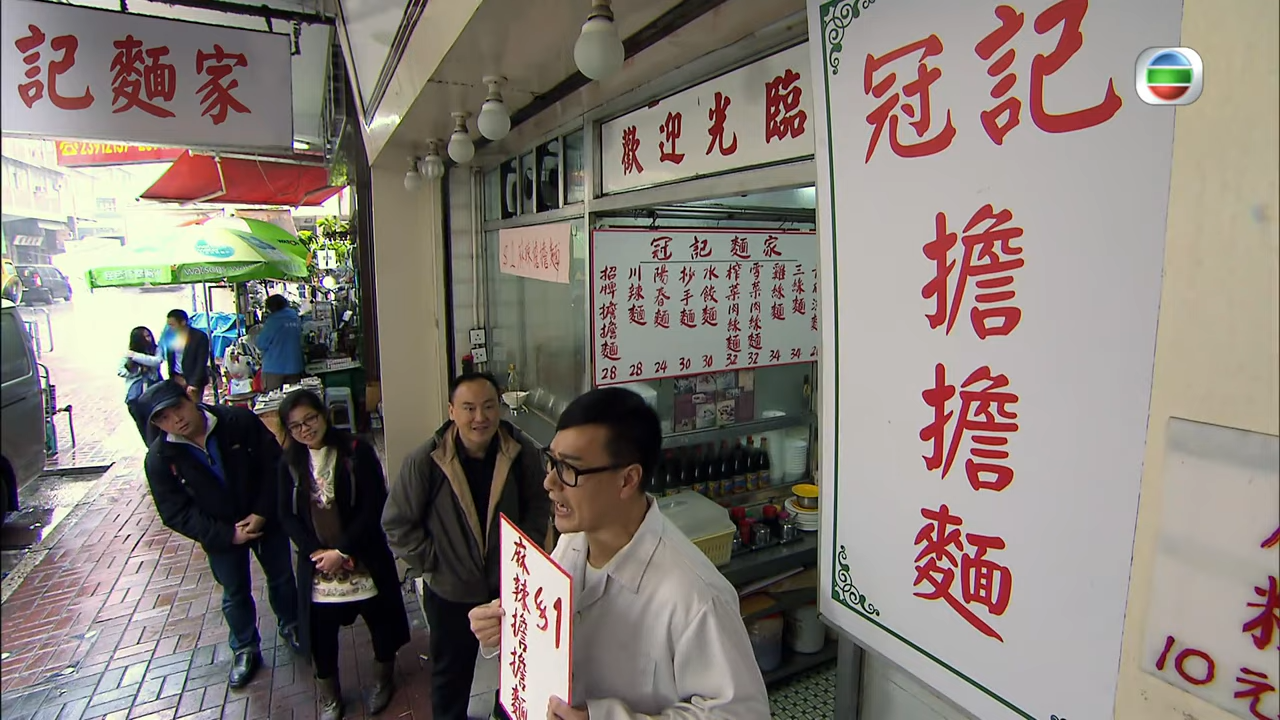 記麵家
歡迎光臨
冠記
擔擔麵
冠記麵家
招牌擔擔麵 28
川辣麵 28
陽春麵 24
抄手麵 30
水餃麵 30
榨菜肉絲麵 32
雪菜肉絲麵 32
雞絲麵 34
三絲麵 34
$1
麻辣擔擔麵
10元